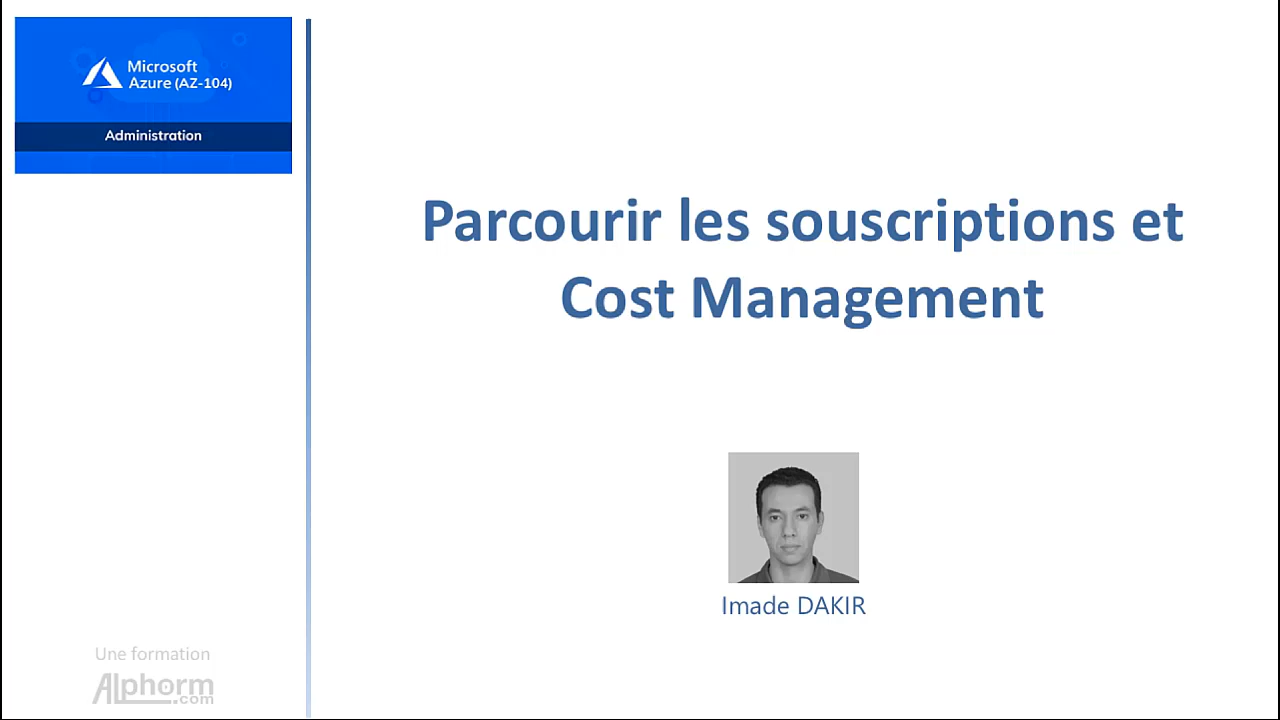 Microsoft
Azure (AZ-104)
Administration
Parcourir les souscriptions et
Cost Management
Imade DAKIR
Une formation
Alphorm
.com